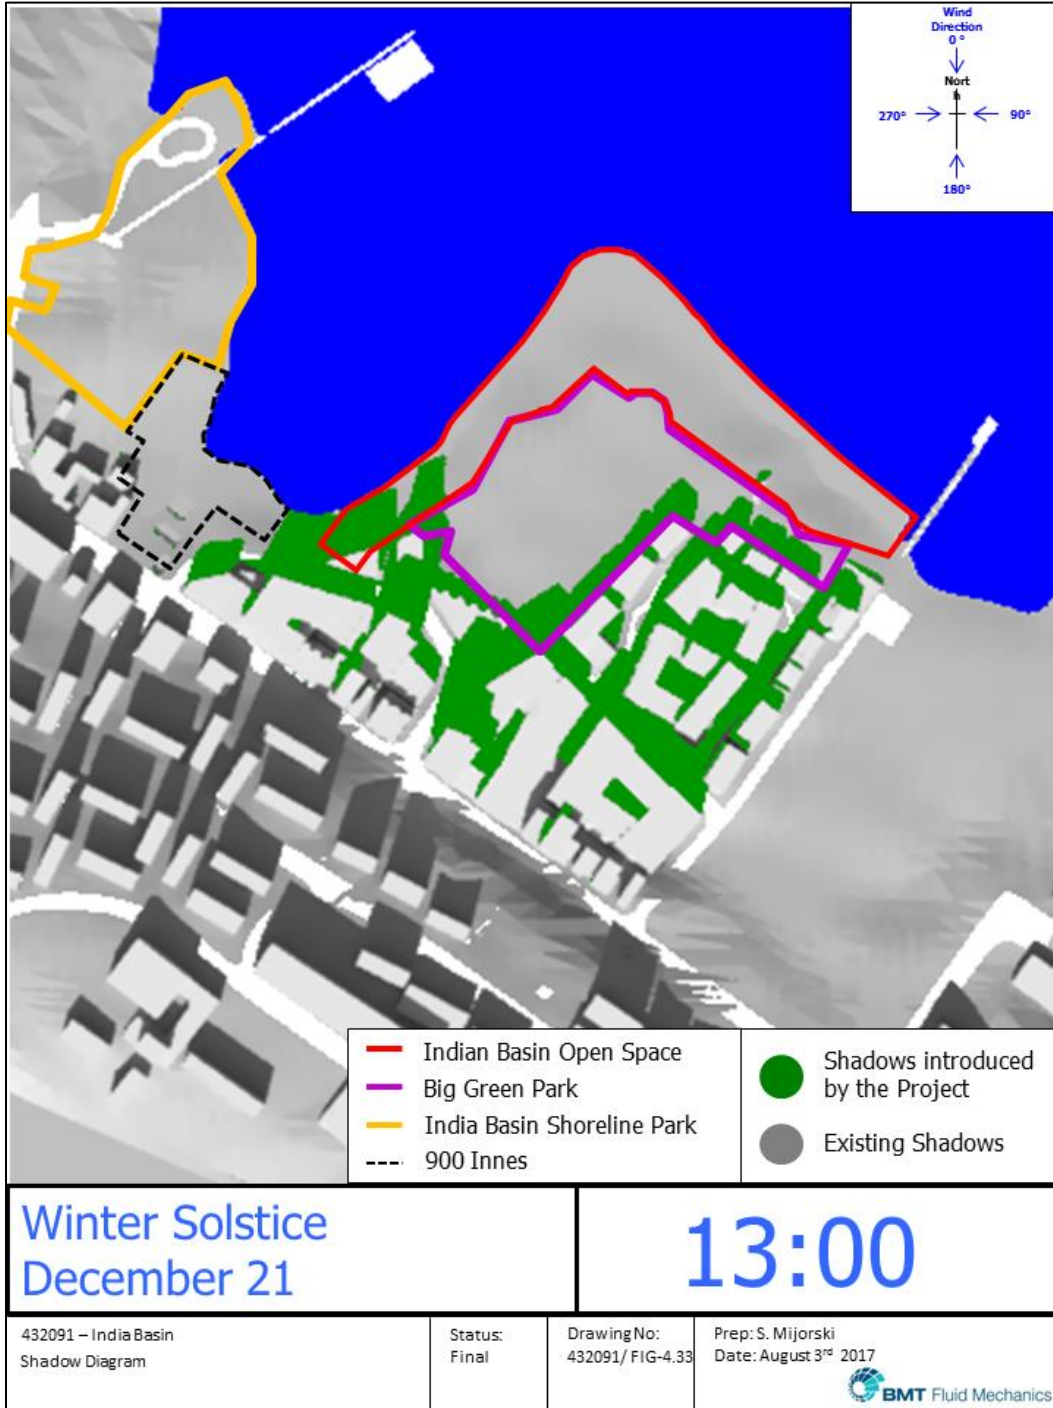 Wind
Direction
0 °
Nort
h
270°
90°
180°
Indian Basin Open Space
Big Green Park
India Basin Shoreline Park
900 Innes
Shadows introduced
by the Project
Existing Shadows
Winter Solstice
December 21
13:00
432091 – India Basin
Shadow Diagram
Status:
Final
Drawing No:
432091/ FIG-4.33
Prep: S. Mijorski
Date: August 3rd 2017
BMT Fluid Mechanics